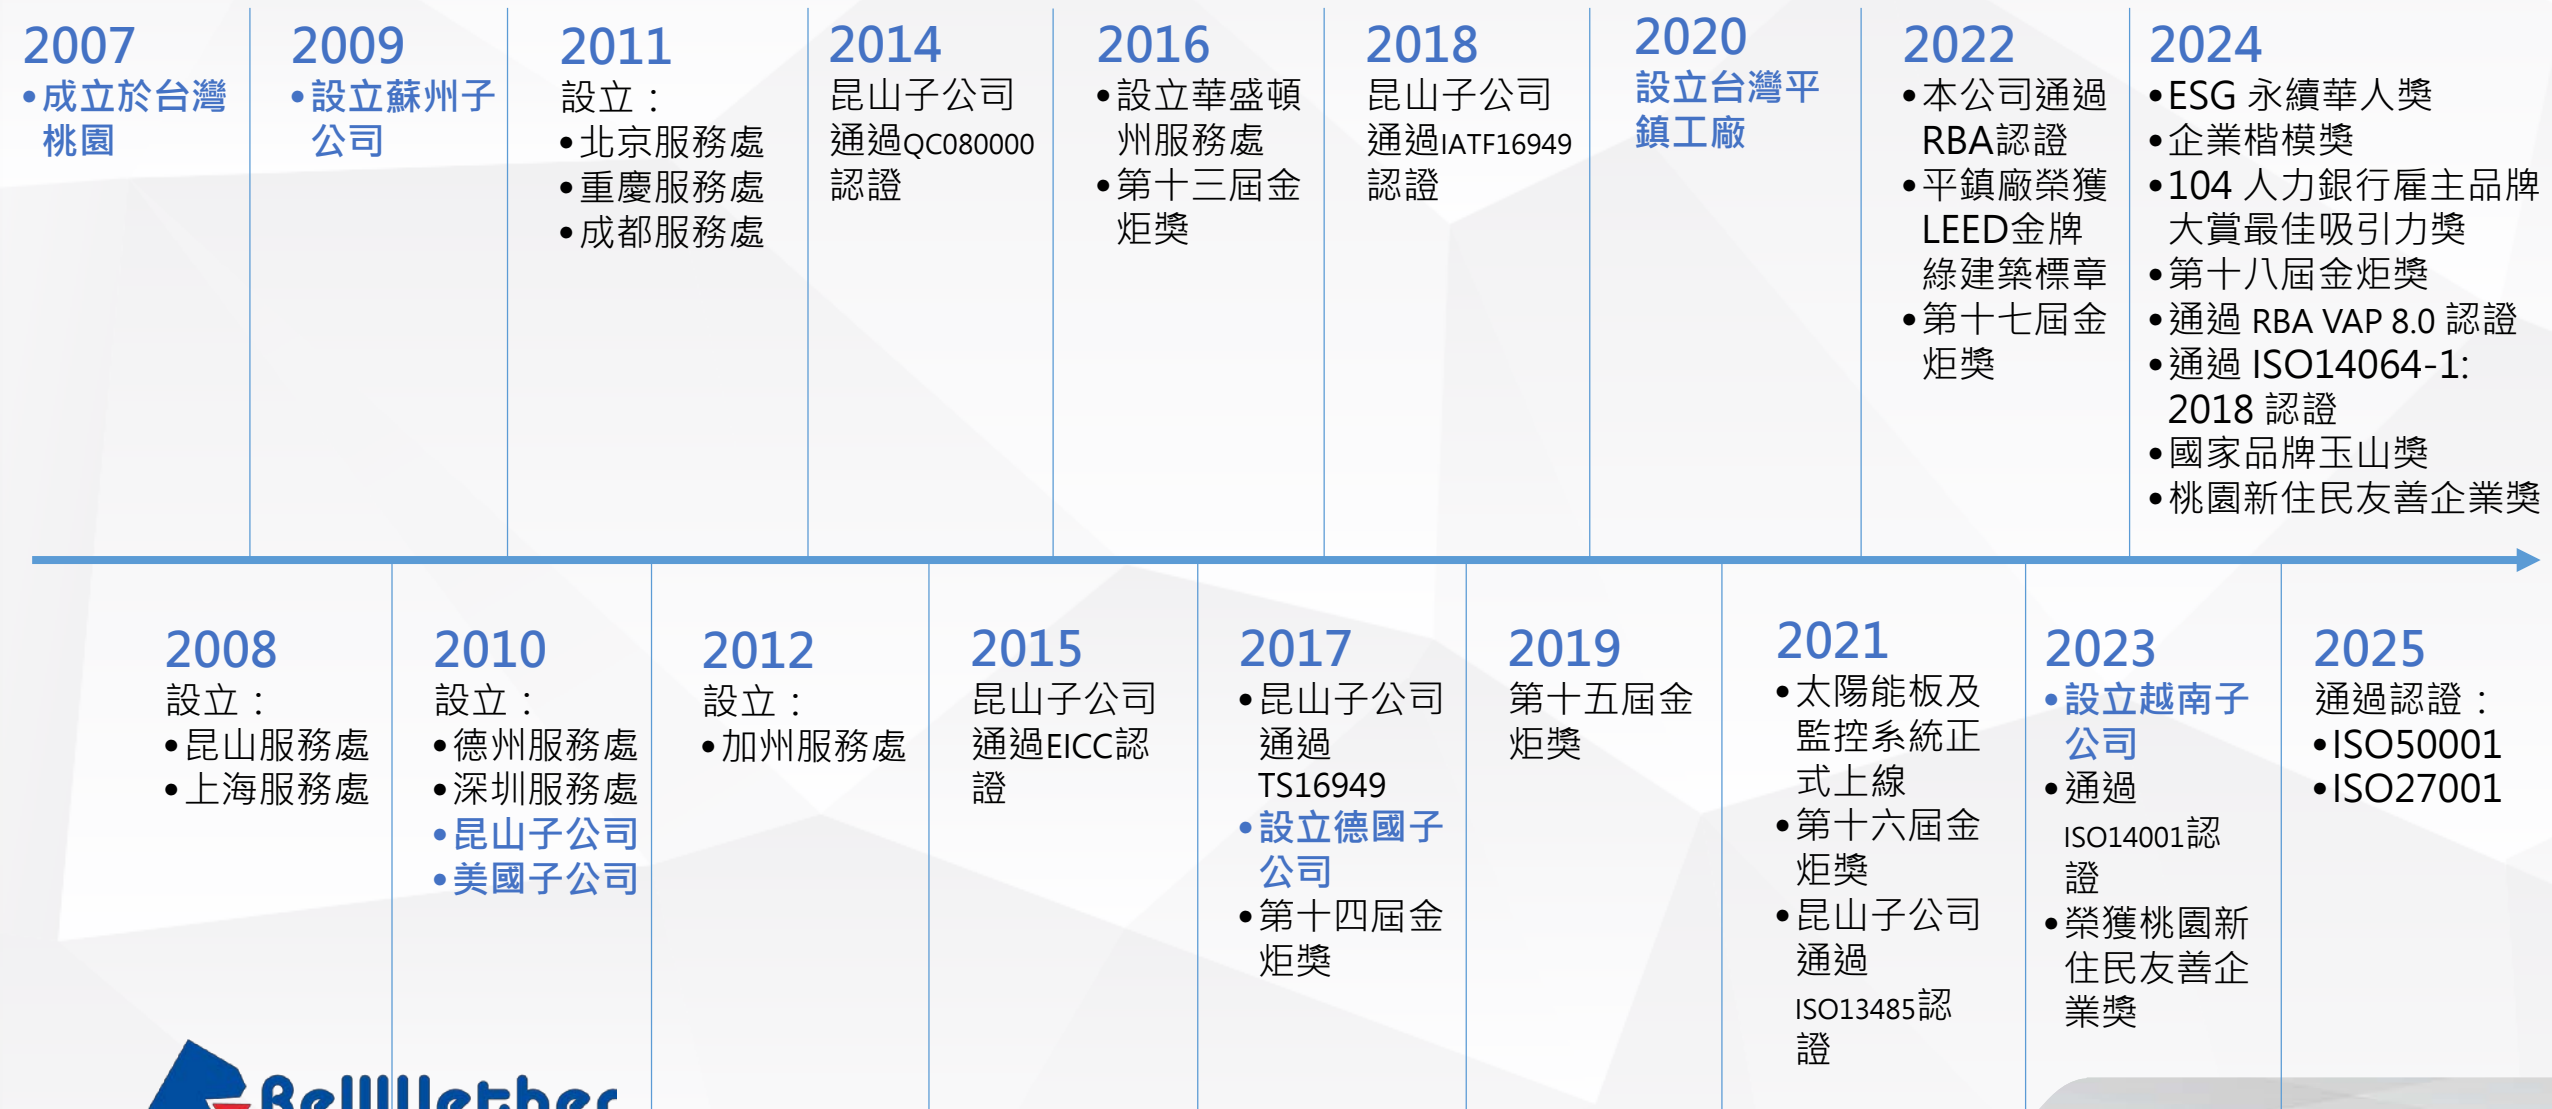 2007
•成立於台灣
桃園
2009
•設立蘇州子
公司
2011
設立：
•北京服務處
•重慶服務處
•成都服務處
2014
昆山子公司
通過QC080000
認證
2016
•設立華盛頓
州服務處
•第十三屆金
炬獎
2018
昆山子公司
通過IATF16949
認證
2020
設立台灣平
鎮工廠
2022
•本公司通過
RBA認證
•平鎮廠榮獲
LEED金牌
綠建築標章
•第十七屆金
炬獎
2024
•ESG 永續華人獎
•企業楷模獎
•104 人力銀行雇主品牌
大賞最佳吸引力獎
•第十八屆金炬獎
•通過 RBA VAP 8.0 認證
•通過 ISO14064-1:
2018 認證
•國家品牌玉山獎
•桃園新住民友善企業獎
2008
設立：
•昆山服務處
•上海服務處
2010
設立：
•德州服務處
•深圳服務處
•昆山子公司
•美國子公司
2012
設立：
•加州服務處
2015
昆山子公司
通過EICC認
證
2017
•昆山子公司
通過
TS16949
•設立德國子
公司
•第十四屆金
炬獎
2019
第十五屆金
炬獎
2021
•太陽能板及
監控系統正
式上線
•第十六屆金
炬獎
•昆山子公司
通過
ISO13485認
證
2023
•設立越南子
公司
•通過
ISO14001認
證
•榮獲桃園新
住民友善企
業獎
2025
通過認證：
•ISO50001
•ISO27001
Bellwether